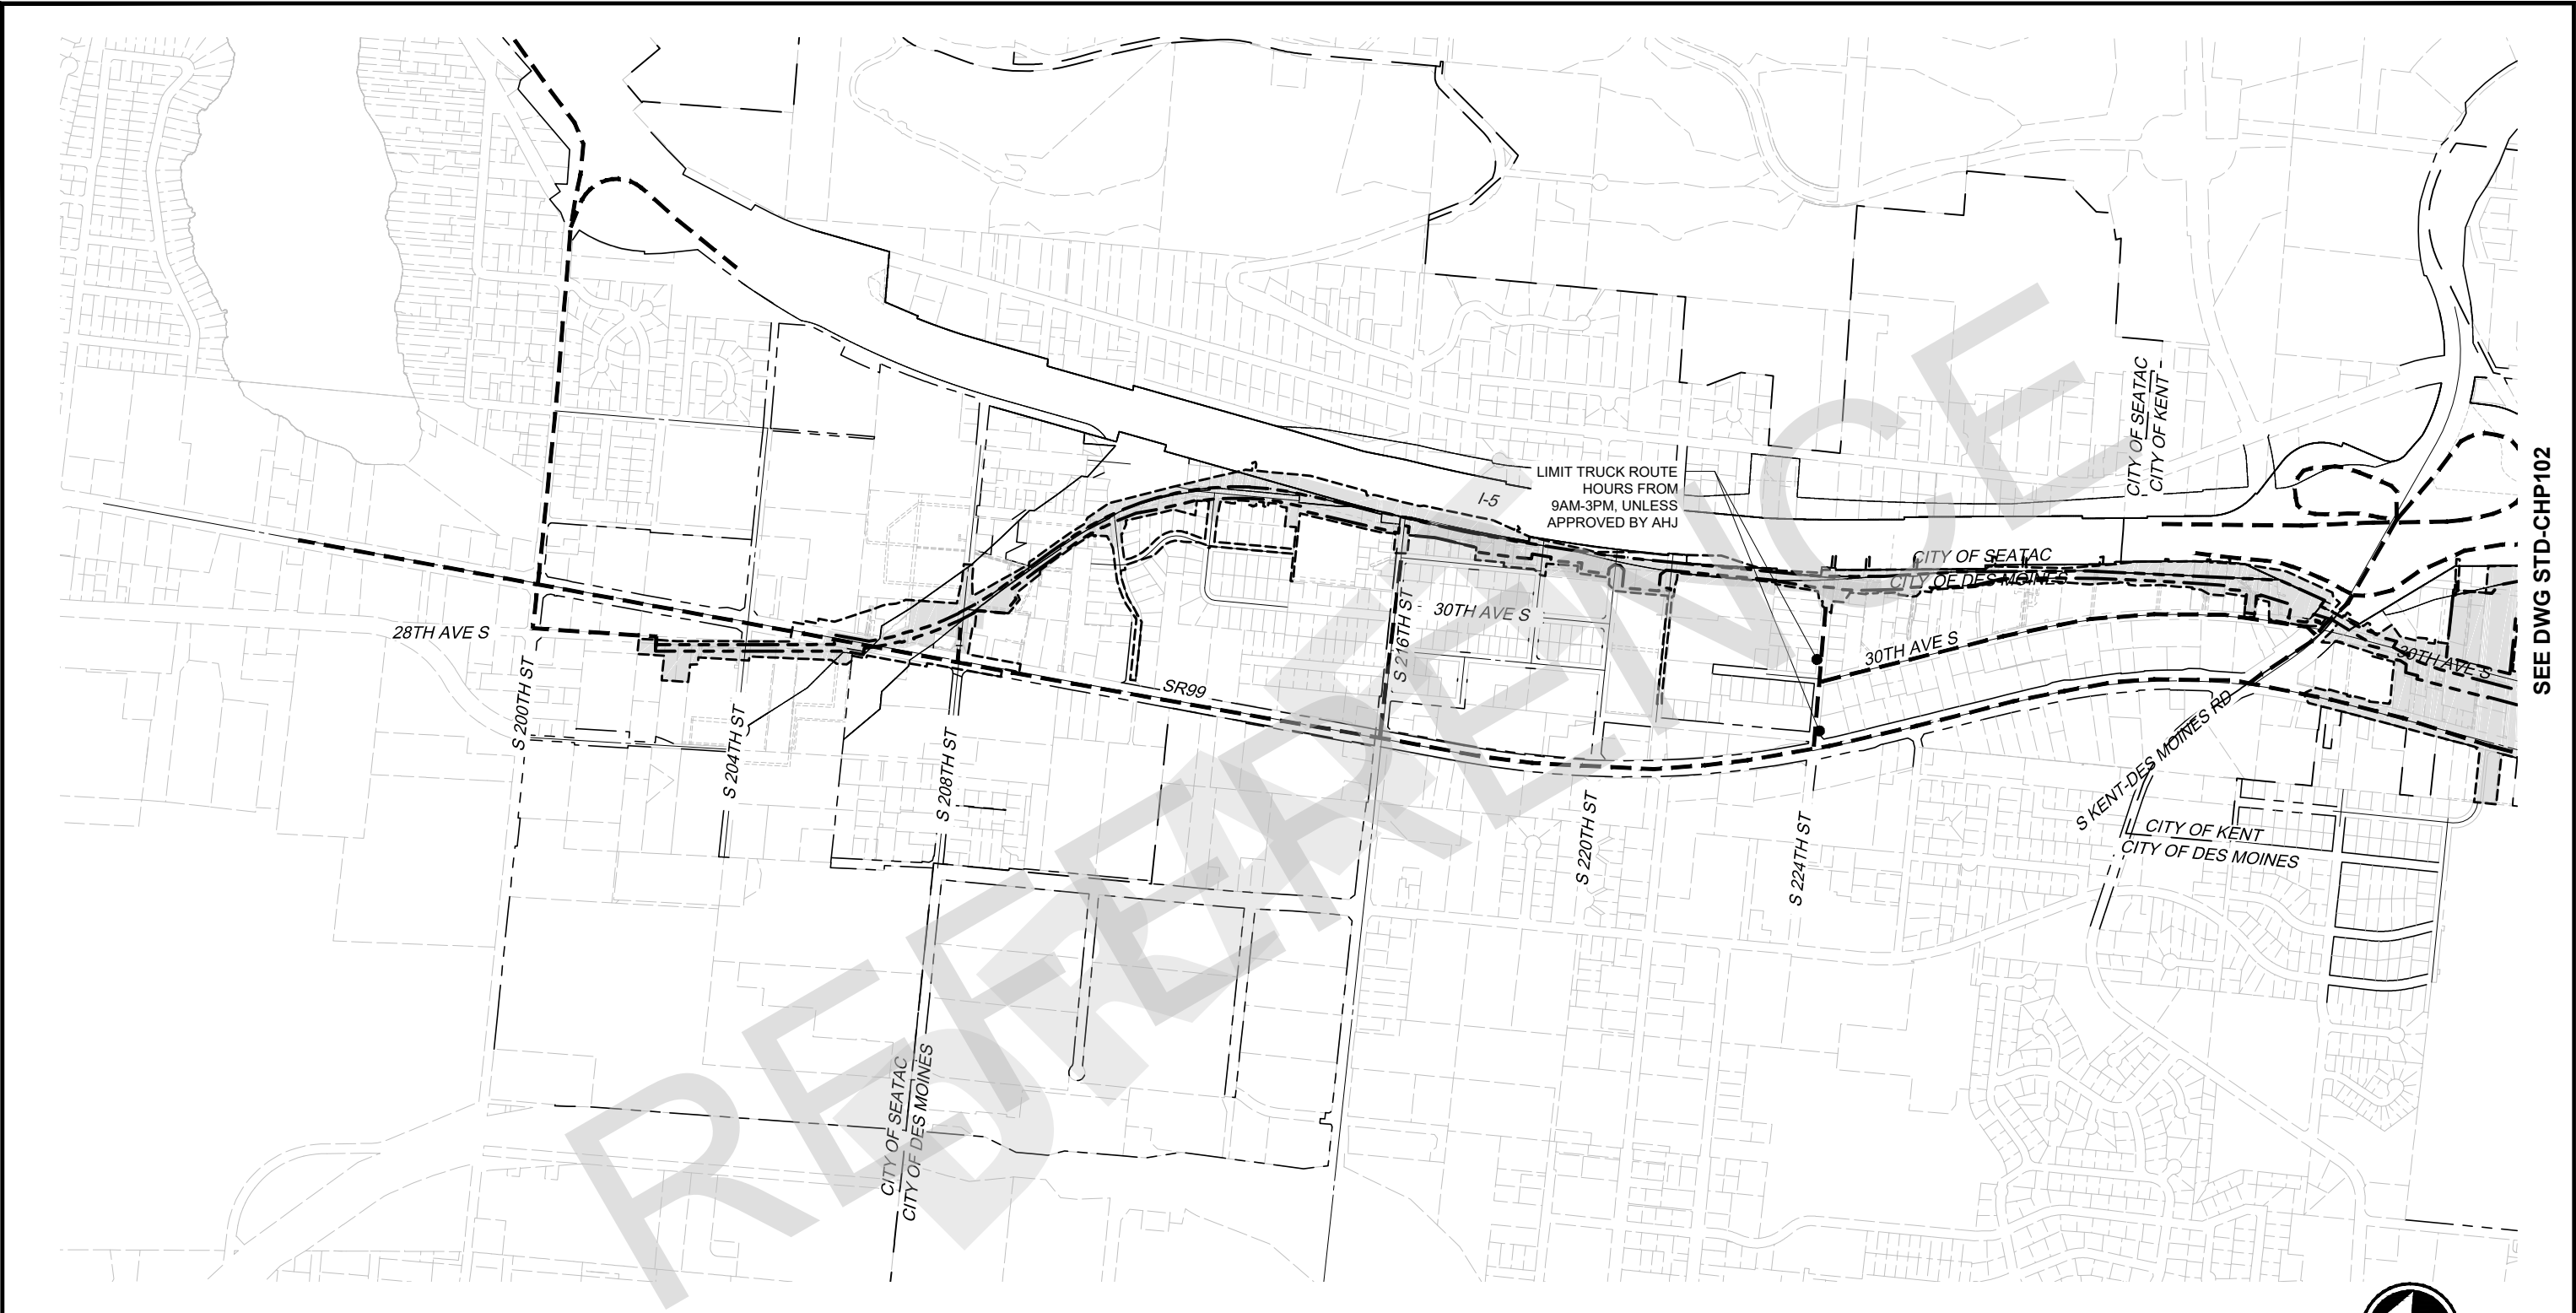 CITY OF SEATAC
CITY OF KENT
SEE DWG STD-CHP102
LIMIT TRUCK ROUTE
HOURS FROM
9AM-3PM, UNLESS
APPROVED BY AHJ
I-5
CITY OF SEATAC
CITY OF DES MOINES
28TH AVE S
30TH AVE S
30TH AVE S
30TH AVE S
S 200TH ST
S 204TH ST
S 208TH ST
SR99
S 216TH ST
S 220TH ST
S 224TH ST
S KENT-DES MOINES RD
CITY OF KENT
CITY OF DES MOINES
CITY OF SEATAC
CITY OF DES MOINES
REFERENCE